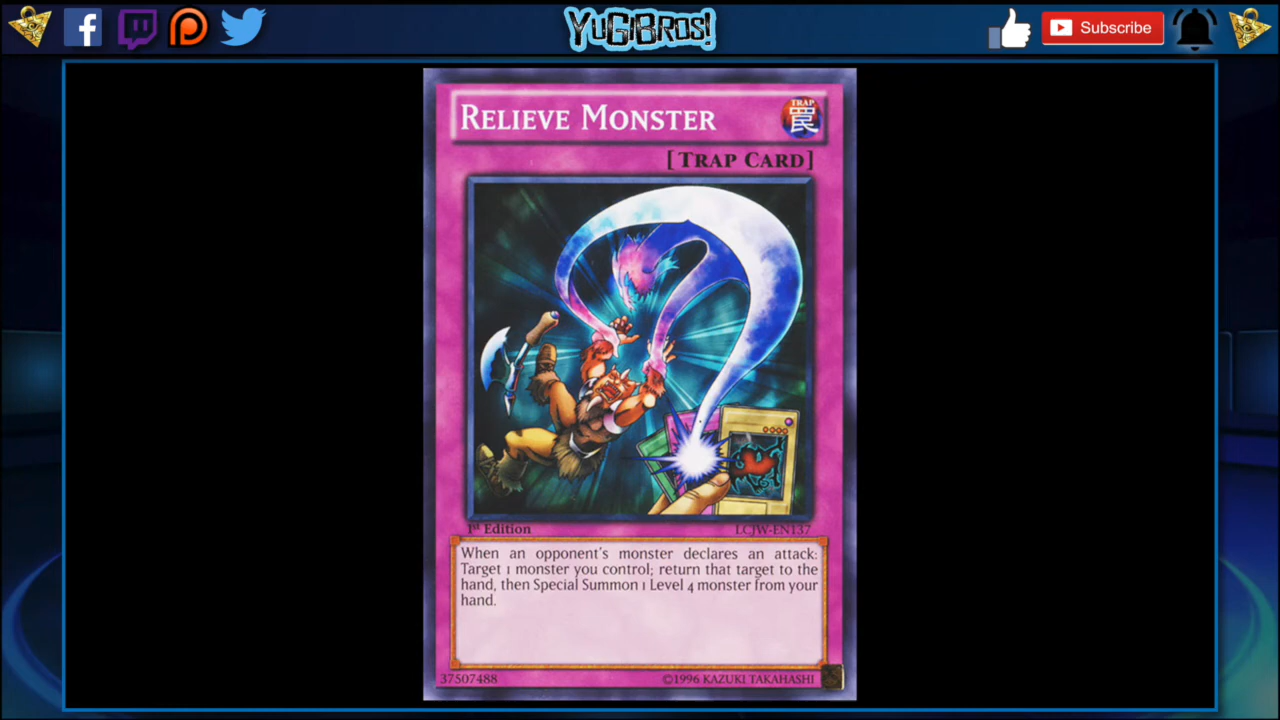 YUGIBROS!
Subscribe
RELIEVE MONSTER
TRAP
罠
[TRAP CARD]
1st Edition
LCJW-EN137
When an opponent's monster declares an attack:
Target 1 monster you control; return that target to the
hand, then Special Summon 1 Level 4 monster from your
hand.
37507488
©1996 KAZUKI TAKAHASHI